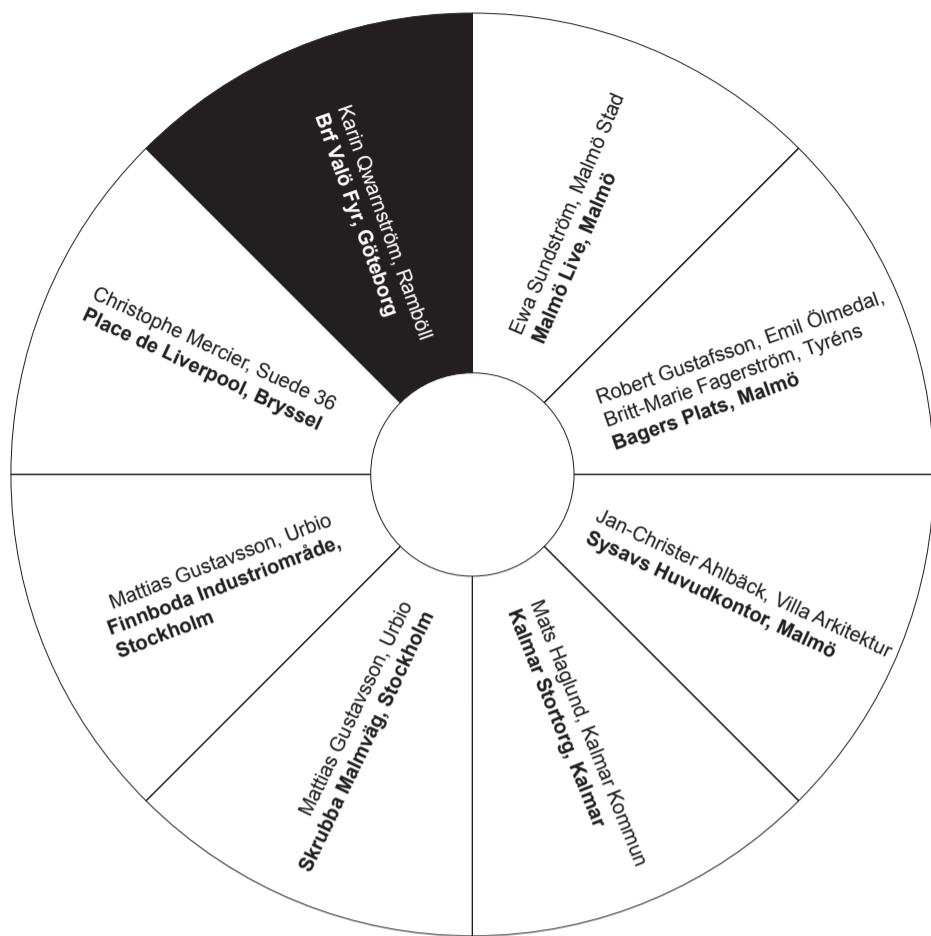 Karin Qwarnström, Ramböll
Brf Valö Fyr, Göteborg
Ewa Sundström, Malmö Stad
Malmö Live, Malmö
Robert Gustafsson, Emil Ölmedal,
Britt-Marie Fagerström, Tyréns
Bagers Plats, Malmö
Jan-Christer Ahlbäck, Villa Arkitektur
Sysavs Huvudkontor, Malmö
Mats Haglund, Kalmar Kommun
Kalmar Stortorg, Kalmar
Mattias Gustavsson, Urbio
Skrubba Malmväg, Stockholm
Mattias Gustavsson, Urbio
Finnboda Industriområde,
Stockholm
Christophe Mercier, Suede 36
Place de Liverpool, Bryssel